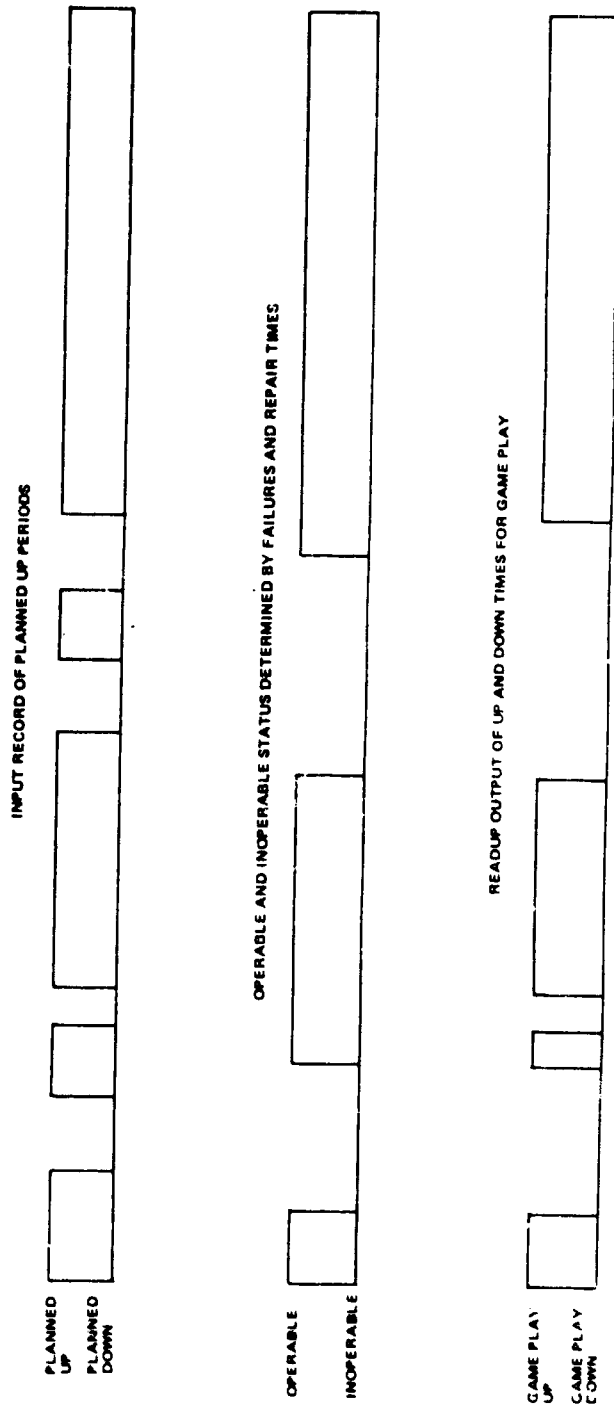 INPUT RECORD OF PLANNED UP PERIODS
PLANNED
UP
PLANNED
DOWN
OPERABLE AND INOPERABLE STATUS DETERMINED BY FAILURES AND REPAIR TIMES
OPERABLE
INOPERABLE
READUP OUTPUT OF UP AND DOWN TIMES FOR GAME PLAY
GAME PLAY
UP
GAME PLAY
DOWN